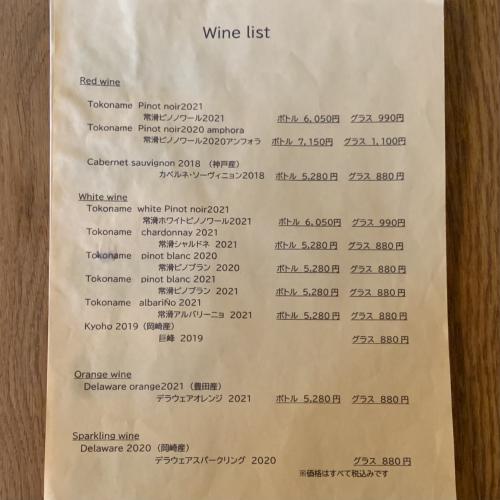 Wine list
Red wine
Tokoname Pinot noir2021
常滑ピノノワール2021 ボトル 6,050円 グラス 990円
Tokoname Pinot noir2020 amphora
常滑ピノノワール2020アンフォラ ボトル 7,150円 グラス 1,100円
Cabernet sauvignon 2018 （神戸産）
カベルネ・ソーヴィニョン2018 ボトル 5,280円 グラス 880円
White wine
Tokoname white Pinot noir2021
常滑ホワイトピノノワール2021 ボトル 6,050円 グラス 990円
Tokoname chardonnay 2021
常滑シャルドネ 2021 ボトル 5,280円 グラス 880円
Tokoname pinot blanc 2020
常滑ピノブラン 2020 ボトル 5,280円 グラス 880円
Tokoname pinot blanc 2021
常滑ピノブラン 2021 ボトル 5,280円 グラス 880円
Tokoname albariÑo 2021
常滑アルバリーニョ 2021 ボトル 5,280円 グラス 880円
Kyoho 2019（岡崎産）
巨峰 2019 グラス 880円
Orange wine
Delaware orange2021（豊田産）
デラウェアオレンジ 2021 ボトル 5,280円 グラス 880円
Sparkling wine
Delaware 2020（岡崎産）
デラウェアスパークリング 2020 グラス 880円
※価格はすべて税込みです